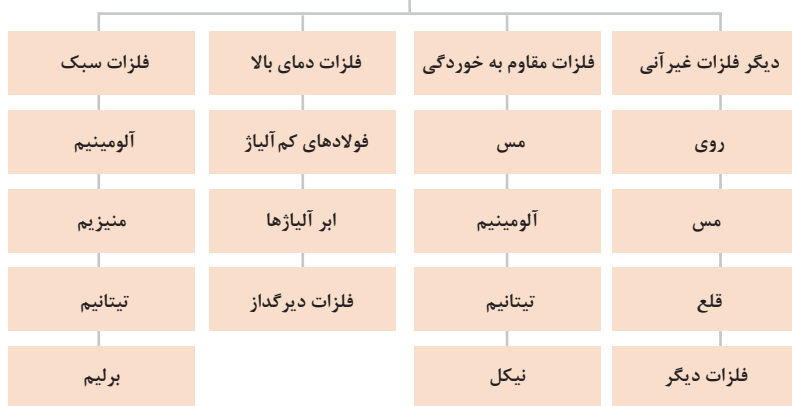 دیگر فلزات غیرآنی
فلزات مقاوم به خوردگی
فلزات دمای بالا
فلزات سبک
روی
مس
فولادهای کم‌آلیاژ
آلومینیم
مس
آلومینیم
ابر آلیاژها
منیزیم
قلع
تیتانیم
فلزات دیرگداز
تیتانیم
فلزات دیگر
نیکل
برلیم